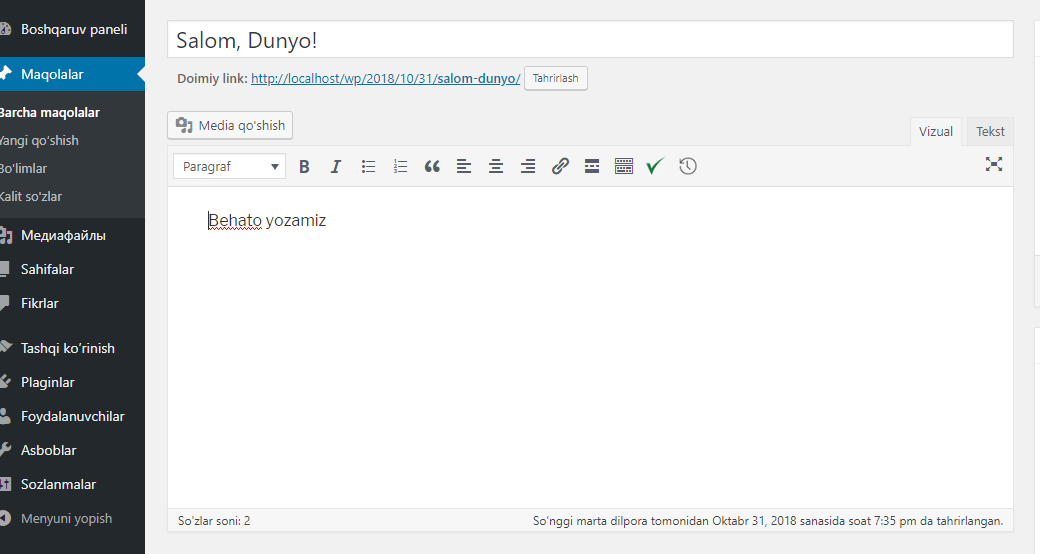 Boshqaruv paneli
Maqolalar
Barcha maqolalar
Yangi qo'shish
Bo'limlar
Kalit so'zlar
Медиафайлы
Sahifalar
Fikrlar
Tashqi ko‘rinish
Plaginlar
Foydalanuvchilar
Asboblar
Sozlanmalar
Menyuni yopish
Salom, Dunyo!
Doimiy link: http://localhost/wp/2018/10/31/salom-dunyo/ Tahrirlash
Media qo'shish
Vizual Tekst
Paragraf
Behato yozamiz
So'zlar soni: 2
So'nggi marta dilpora tomonidan Oktabr 31, 2018 sanasida soat 7:35 pm da tahrirlangan.